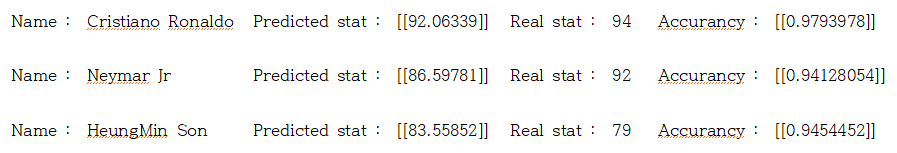 Name : Cristiano Ronaldo Predicted stat : [[92.06339]] Real stat : 94 Accurancy : [[0.9793978]]
Name : Neymar Jr Predicted stat : [[86.59781]] Real stat : 92 Accurancy : [[0.94128054]]
Name : HeungMin Son Predicted stat : [[83.55852]] Real stat : 79 Accurancy : [[0.9454452]]